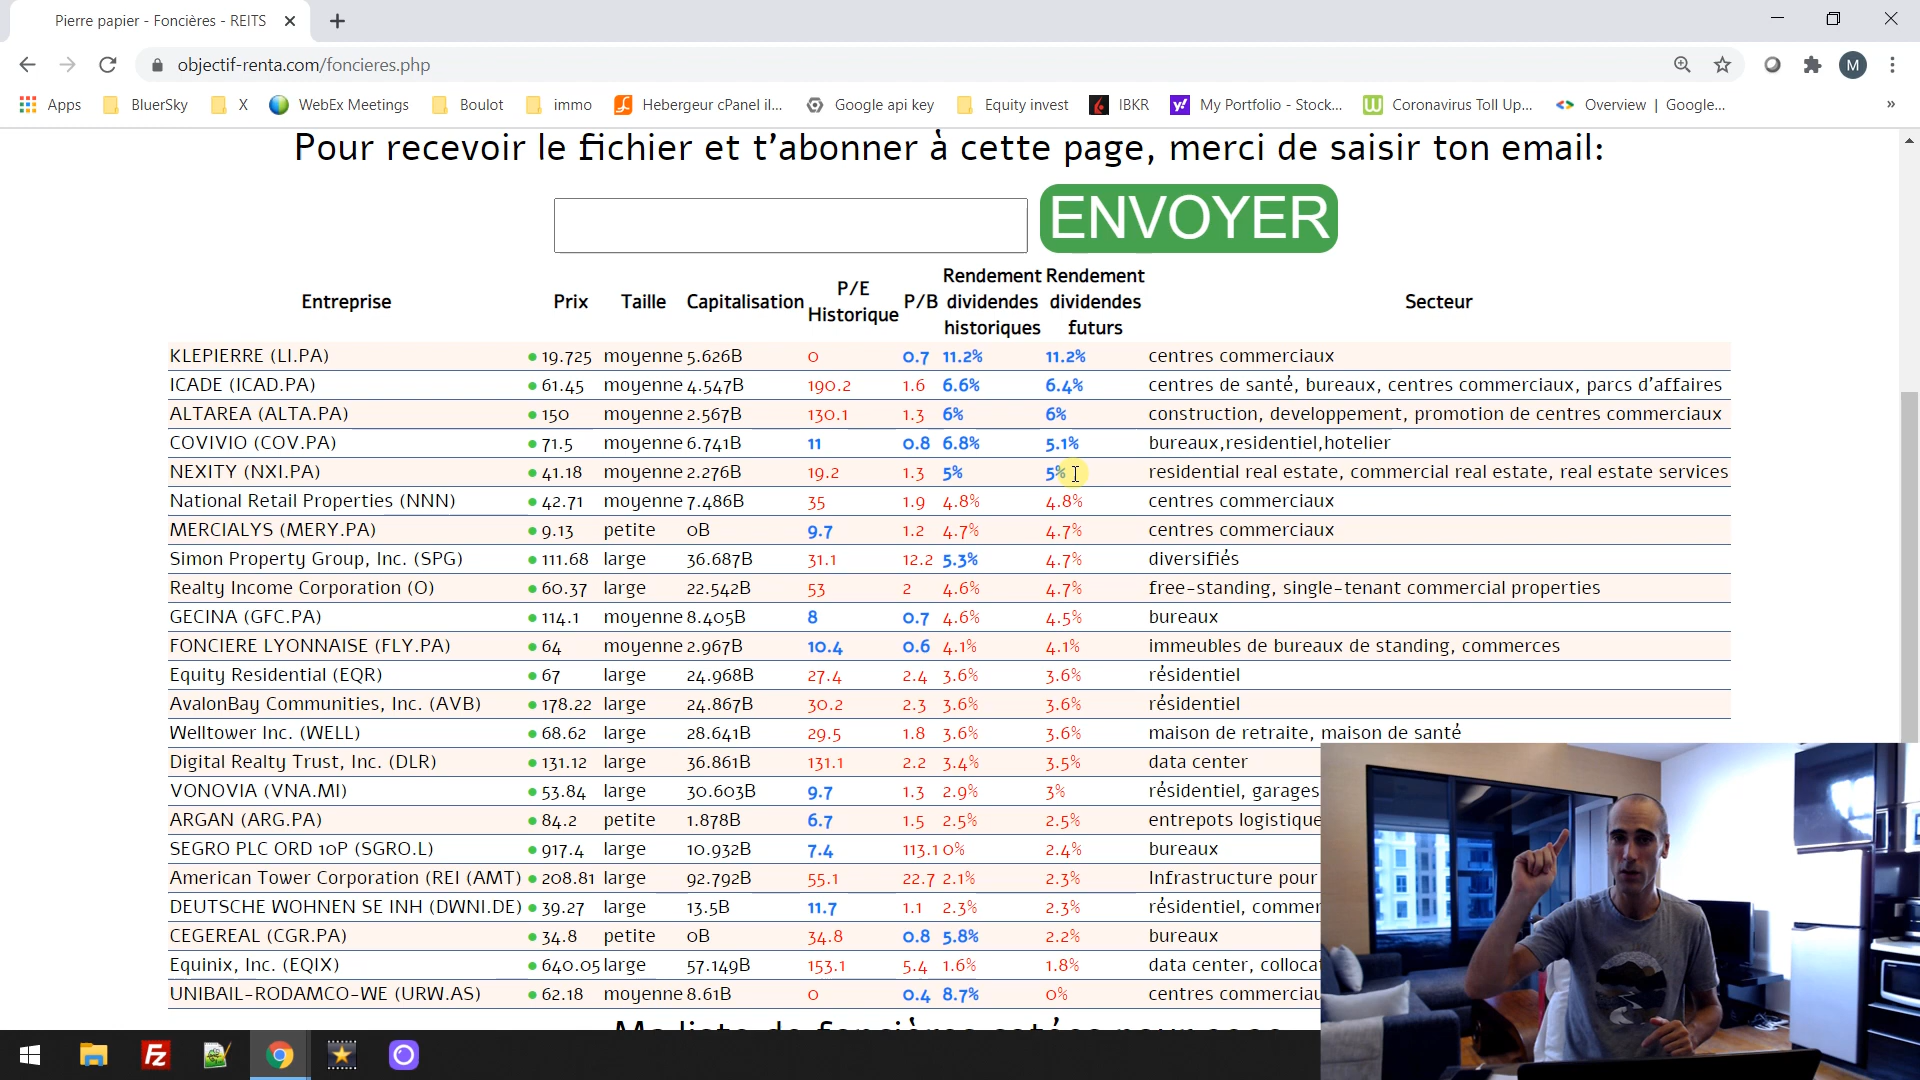 Pierre papier - Foncières - REITS
objectif-renta.com/foncieres.php
M
Apps BluerSky X WebEx Meetings Boulot immo Hebergeur cPanel il... Google api key Equity invest IBKR My Portfolio - Stock... Coronavirus Toll Up... Overview | Google... »
Pour recevoir le fichier et t'abonner à cette page, merci de saisir ton email:
ENVOYER
Entreprise Prix Taille Capitalisation P/E Historique P/B Rendement dividendes historiques Rendement dividendes futurs Secteur
KLEPIERRE (LI.PA) 19.725 moyenne 5.626B 0 0.7 11.2% 11.2% centres commerciaux
ICADE (ICAD.PA) 61.45 moyenne 4.547B 190.2 1.6 6.6% 6.4% centres de santé, bureaux, centres commerciaux, parcs d'affaires
ALTAREA (ALTA.PA) 150 moyenne 2.567B 130.1 1.3 6% 6% construction, developpement, promotion de centres commerciaux
COVIVIO (COV.PA) 71.5 moyenne 6.741B 11 0.8 6.8% 5.1% bureaux,residentiel,hotelier
NEXITY (NXI.PA) 41.18 moyenne 2.276B 19.2 1.3 5% 5% residential real estate, commercial real estate, real estate services
National Retail Properties (NNN) 42.71 moyenne 7.486B 35 1.9 4.8% 4.8% centres commerciaux
MERCIALYS (MERY.PA) 9.13 petite 0B 9.7 1.2 4.7% 4.7% centres commerciaux
Simon Property Group, Inc. (SPG) 111.68 large 36.687B 31.1 12.2 5.3% 4.7% diversifiés
Realty Income Corporation (O) 60.37 large 22.542B 53 2 4.6% 4.7% free-standing, single-tenant commercial properties
GECINA (GFC.PA) 114.1 moyenne 8.405B 8 0.7 4.6% 4.5% bureaux
FONCIERE LYONNAISE (FLY.PA) 64 moyenne 2.967B 10.4 0.6 4.1% 4.1% immeubles de bureaux de standing, commerces
Equity Residential (EQR) 67 large 24.968B 27.4 2.4 3.6% 3.6% résidentiel
AvalonBay Communities, Inc. (AVB) 178.22 large 24.867B 30.2 2.3 3.6% 3.6% résidentiel
Welltower Inc. (WELL) 68.62 large 28.641B 29.5 1.8 3.6% 3.6% maison de retraite, maison de santé
Digital Realty Trust, Inc. (DLR) 131.12 large 36.861B 131.1 2.2 3.4% 3.5% data center
VONOVIA (VNA.MI) 53.84 large 30.603B 9.7 1.3 2.9% 3% résidentiel, garages
ARGAN (ARG.PA) 84.2 petite 1.878B 6.7 1.5 2.5% 2.5% entrepots logistique
SEGRO PLC ORD 10P (SGRO.L) 917.4 large 10.932B 7.4 113.1 0% 2.4% bureaux
American Tower Corporation (REI (AMT) 208.81 large 92.792B 55.1 22.7 2.1% 2.3% Infrastructure pour
DEUTSCHE WOHNEN SE INH (DWNI.DE) 39.27 large 13.5B 11.7 1.1 2.3% 2.3% résidentiel, commer
CEGEREAL (CGR.PA) 34.8 petite 0B 34.8 0.8 5.8% 2.2% bureaux
Equinix, Inc. (EQIX) 640.05 large 57.149B 153.1 5.4 1.6% 1.8% data center, colloca
UNIBAIL-RODAMCO-WE (URW.AS) 62.18 moyenne 8.61B 0 0.4 8.7% 0% centres commerciau
Ma liste de foncières cotées pour